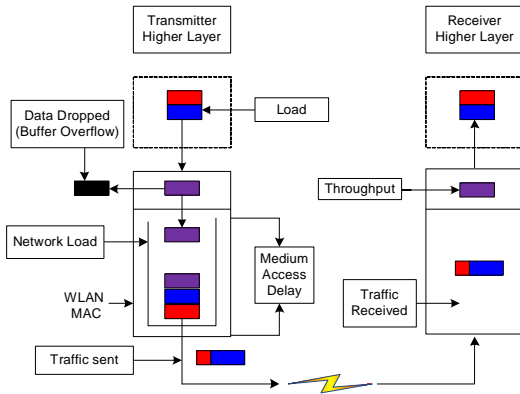 Transmitter
Higher Layer
Receiver
Higher Layer
Load
Data Dropped
(Buffer Overflow)
Throughput
Network Load
Medium
Access
Delay
WLAN
MAC
Traffic
Received
Traffic sent